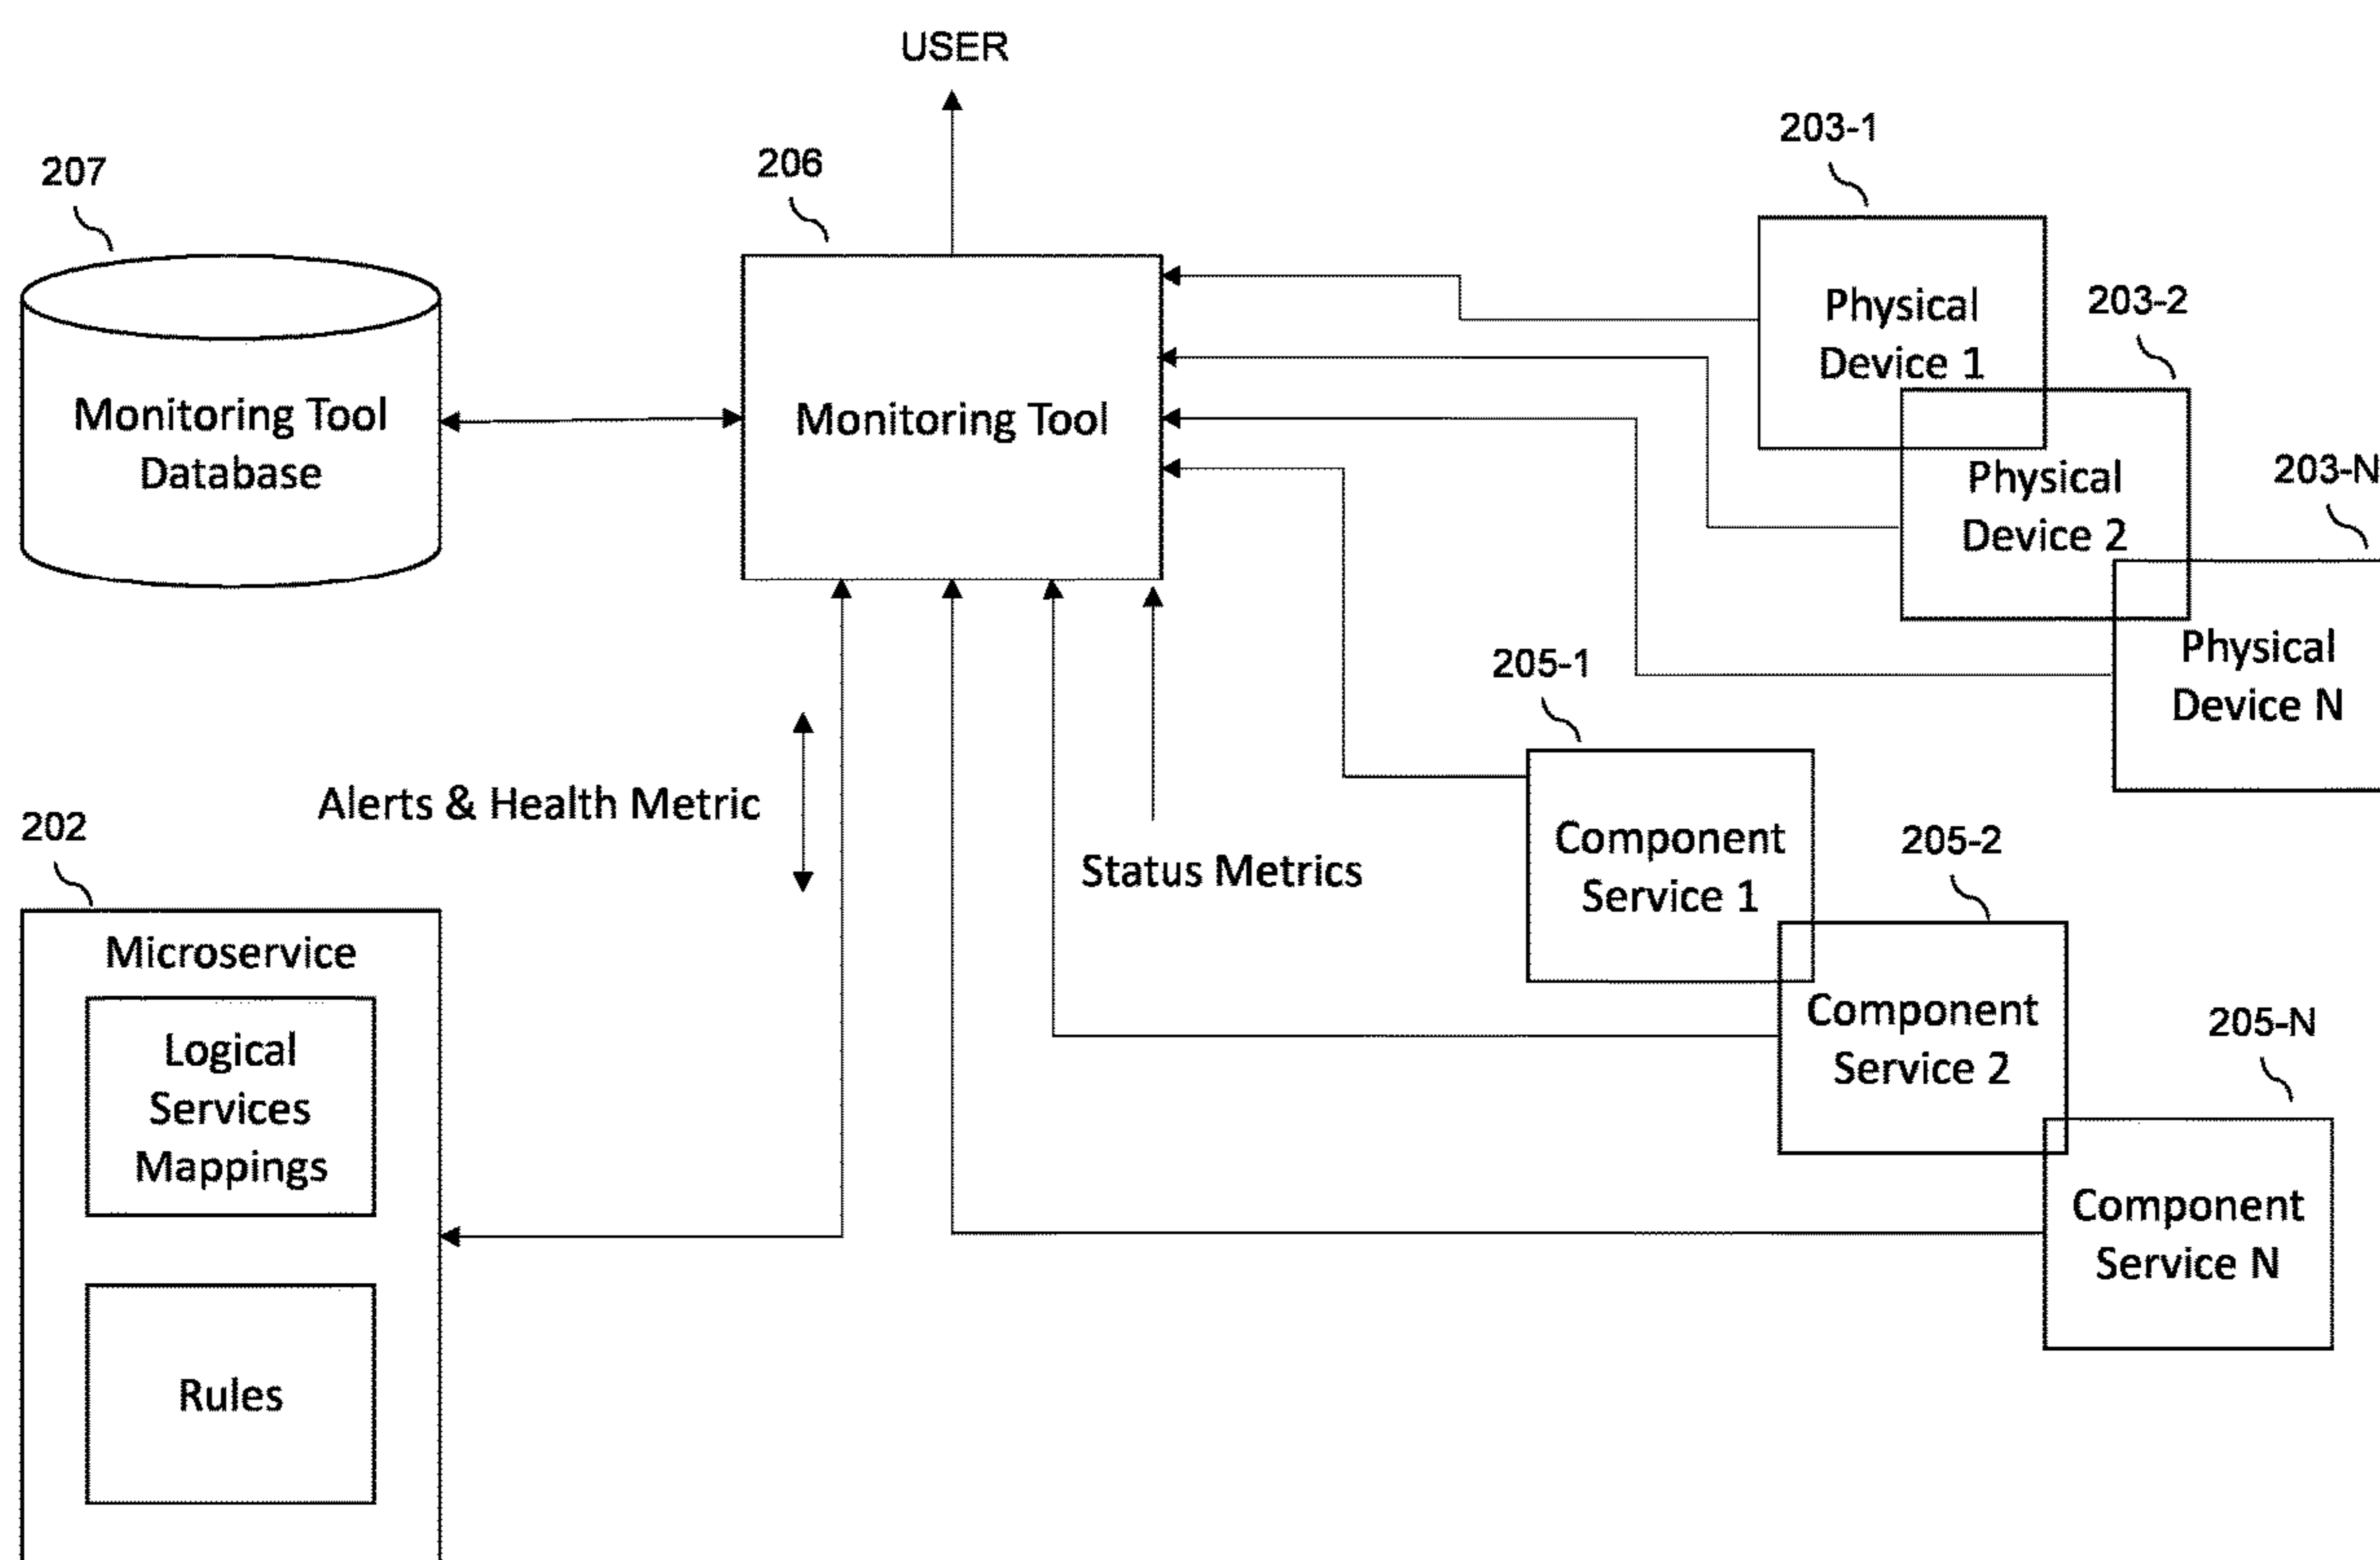 USER
203-1
206
207
203-2
Physical
Device 1
Monitoring Tool
Database
Monitoring Tool
203-N
Physical
Device 2
205-1
Physical
Device N
Alerts & Health Metric
202
Status Metrics
Component
Service 1
205-2
Microservice
Logical
Services
Mappings
Component
Service 2
205-N
Component
Service N
Rules